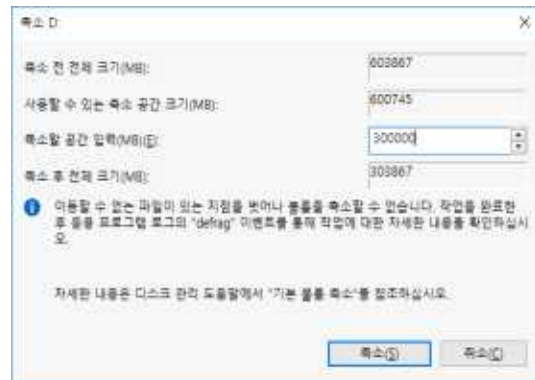 축소 D:
축소 전 전체 크기(MB): 603867
사용할 수 있는 축소 공간 크기(MB): 600745
축소할 공간 입력(MB)(E): 300000
축소 후 전체 크기(MB): 303867
이동할 수 없는 파일이 있는 지점을 벗어나 볼륨을 축소할 수 없습니다. 작업을 완료한
후 응용 프로그램 로그의 "defrag" 이벤트를 통해 작업에 대한 자세한 내용을 확인하십시
오.
자세한 내용은 디스크 관리 도움말에서 "기본 볼륨 축소"를 참조하십시오.
축소(S) 취소(C)